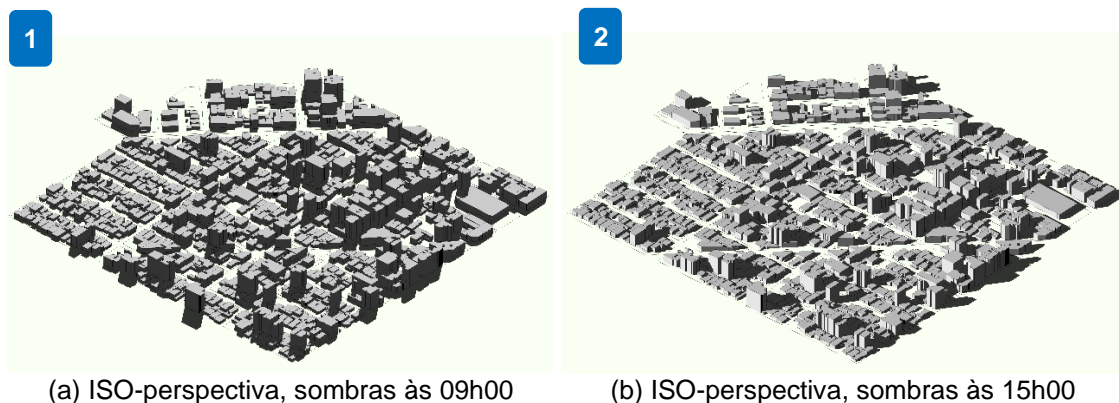 1
2
(a) ISO-perspectiva, sombras às 09h00
(b) ISO-perspectiva, sombras às 15h00